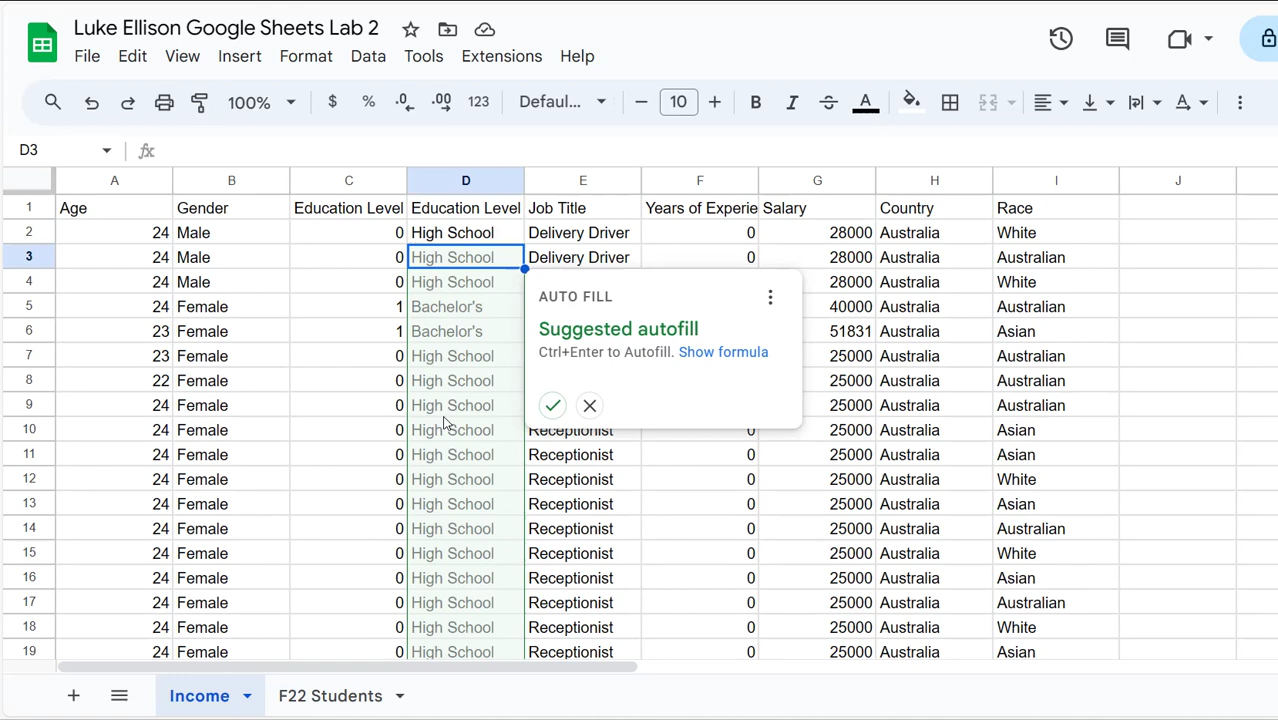 Luke Ellison Google Sheets Lab 2
File Edit View Insert Format Data Tools Extensions Help
100% $ % .0 .00 123 Defaul... 10 B I A
D3 fx
A B C D E F G H I J
1 Age Gender Education Level Education Level Job Title Years of Experie Salary Country Race
2 24 Male 0 High School Delivery Driver 0 28000 Australia White
3 24 Male 0 High School Delivery Driver 0 28000 Australia Australian
4 24 Male 0 High School 28000 Australia White
5 24 Female 1 Bachelor's 40000 Australia Australian
6 23 Female 1 Bachelor's 51831 Australia Asian
7 23 Female 0 High School 25000 Australia Australian
8 22 Female 0 High School 25000 Australia Australian
9 24 Female 0 High School 25000 Australia Australian
AUTO FILL
Suggested autofill
Ctrl+Enter to Autofill. Show formula
10 24 Female 0 High School Receptionist 0 25000 Australia Asian
11 24 Female 0 High School Receptionist 0 25000 Australia Asian
12 24 Female 0 High School Receptionist 0 25000 Australia White
13 24 Female 0 High School Receptionist 0 25000 Australia Asian
14 24 Female 0 High School Receptionist 0 25000 Australia Australian
15 24 Female 0 High School Receptionist 0 25000 Australia White
16 24 Female 0 High School Receptionist 0 25000 Australia Asian
17 24 Female 0 High School Receptionist 0 25000 Australia Australian
18 24 Female 0 High School Receptionist 0 25000 Australia White
19 24 Female 0 High School Receptionist 0 25000 Australia Asian
Income F22 Students